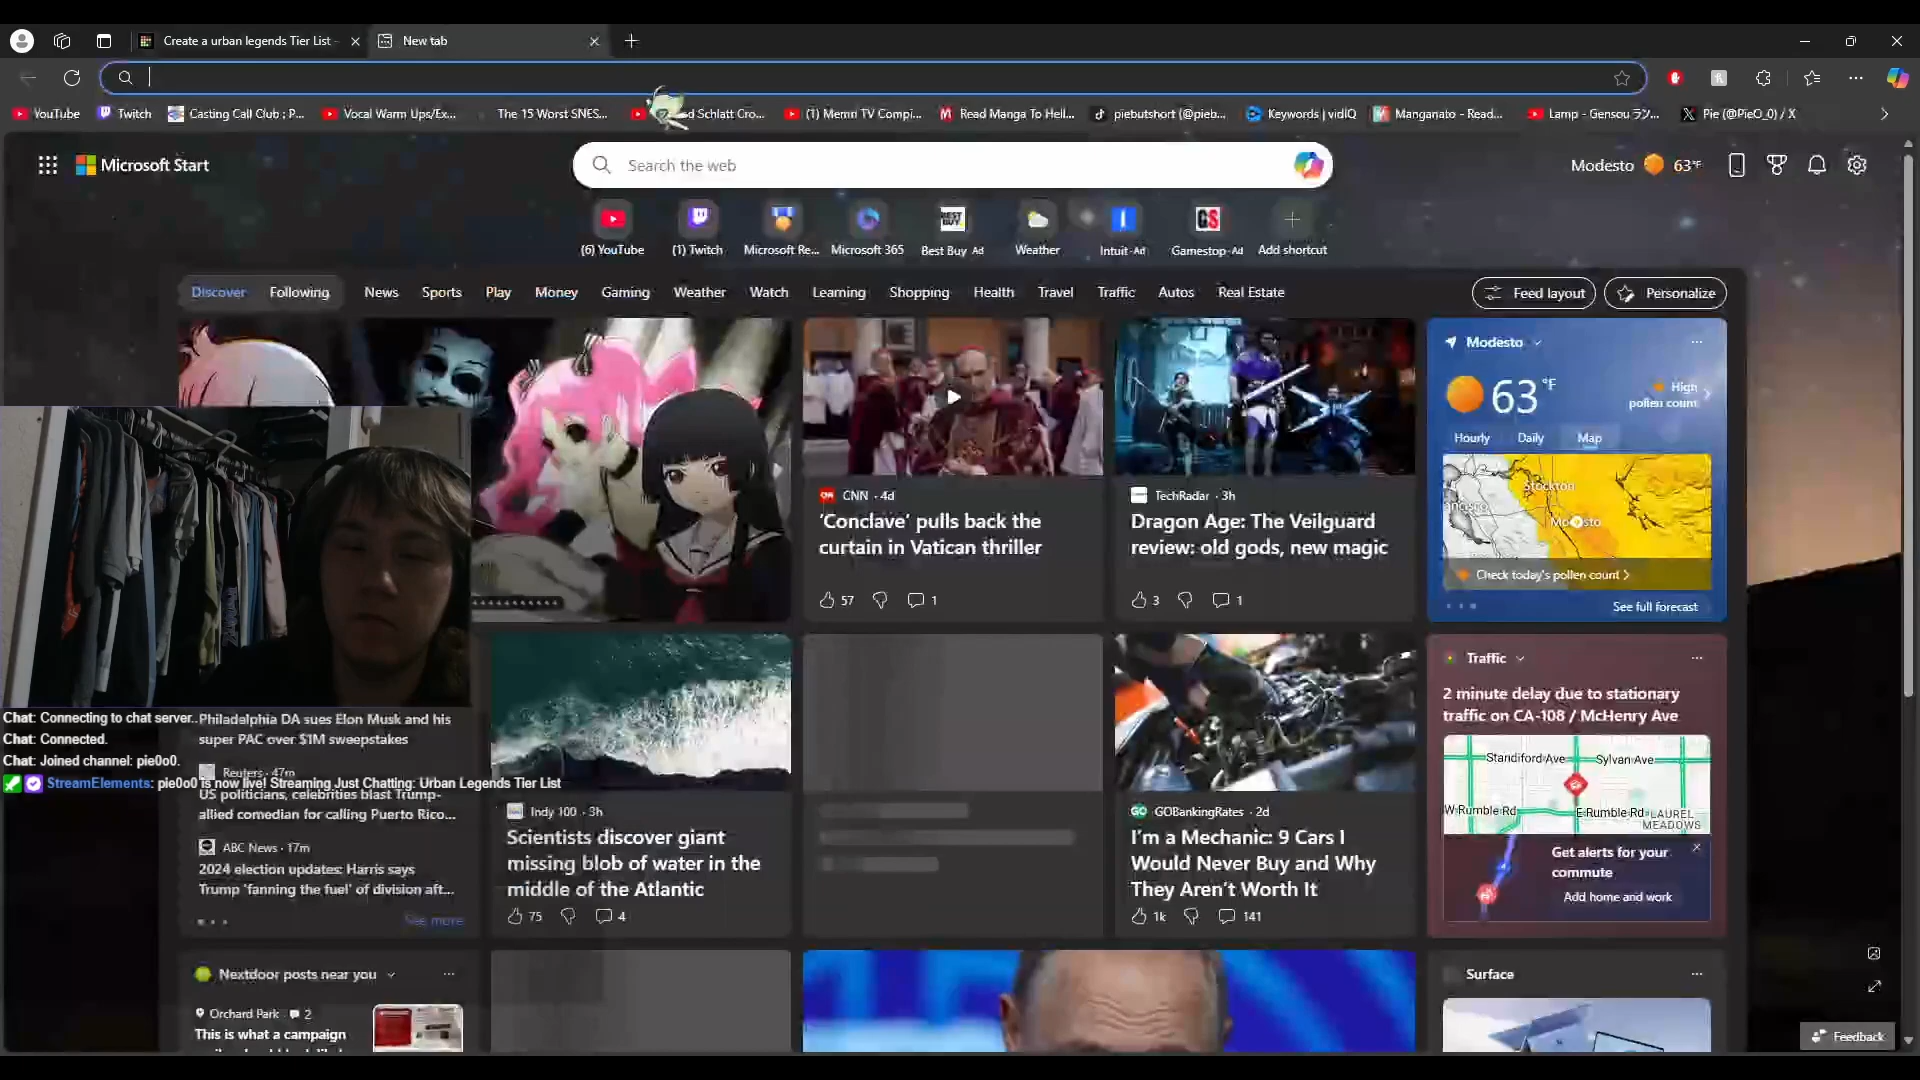 Create a urban legends Tier List -
New tab
YouTube
Twitch
Casting Call Club ; P...
Vocal Warm Ups/Ex...
The 15 Worst SNES...
d Schlatt Cro...
(1) Memri TV Compi...
Read Manga To Hell...
piebutshort (@pieb...
Keywords | vidIQ
Manganato - Read...
Lamp - Gensou ラン...
Pie (@PieO_0) / X
Microsoft Start
Search the web
Modesto
63°F
(6) YouTube
(1) Twitch
Microsoft Re...
Microsoft 365
Best Buy Ad
Weather
Intuit Ad
Gamestop Ad
Add shortcut
Discover
Following
News
Sports
Play
Money
Gaming
Weather
Watch
Learning
Shopping
Health
Travel
Traffic
Autos
Real Estate
Feed layout
Personalize
CNN · 4d
'Conclave' pulls back the
curtain in Vatican thriller
57
1
TechRadar · 3h
Dragon Age: The Veilguard
review: old gods, new magic
3
1
Modesto
63°F
High
pollen count
Hourly
Daily
Map
Stockton
Modesto
Check today's pollen count
See full forecast
Chat: Connecting to chat server..
Chat: Connected.
Chat: Joined channel: pie0o0.
StreamElements: pie0o0 is now live! Streaming Just Chatting: Urban Legends Tier List
Philadelphia DA sues Elon Musk and his
super PAC over $1M sweepstakes
Reuters · 47m
US politicians, celebrities blast Trump-
allied comedian for calling Puerto Rico...
ABC News · 17m
2024 election updates: Harris says
Trump 'fanning the fuel' of division aft...
See more
Indy 100 · 3h
Scientists discover giant
missing blob of water in the
middle of the Atlantic
75
4
GOBankingRates · 2d
I'm a Mechanic: 9 Cars I
Would Never Buy and Why
They Aren't Worth It
1k
141
Traffic
2 minute delay due to stationary
traffic on CA-108 / McHenry Ave
Standiford Ave
Sylvan Ave
W Rumble Rd
E Rumble Rd
LAUREL
MEADOWS
Get alerts for your
commute
Add home and work
Nextdoor posts near you
Orchard Park
2
This is what a campaign
Surface
Feedback